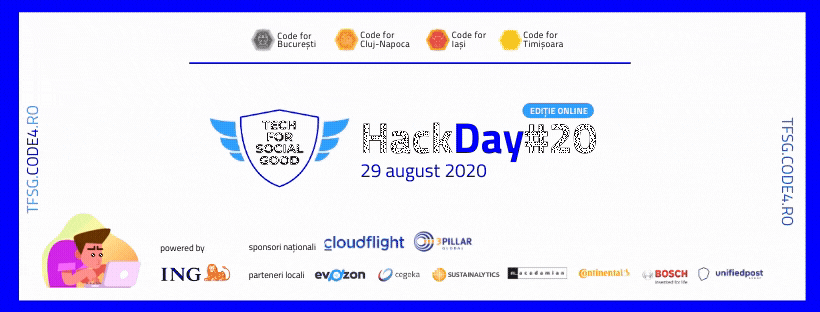 Code for
București
Code for
Cluj-Napoca
Code for
Iași
Code for
Timișoara
TFSG.CODE4.RO
TECH
FOR
SOCIAL
GOOD
EDIȚIE ONLINE
HackDay#20
29 august 2020
TFSG.CODE4.RO
powered by
ING
sponsori naționali
cloudflight
3PILLAR
GLOBAL
parteneri locali
evozon
cegeka
SUSTAINALYTICS
macadamian
Continental
BOSCH
Invented for life
unifiedpost